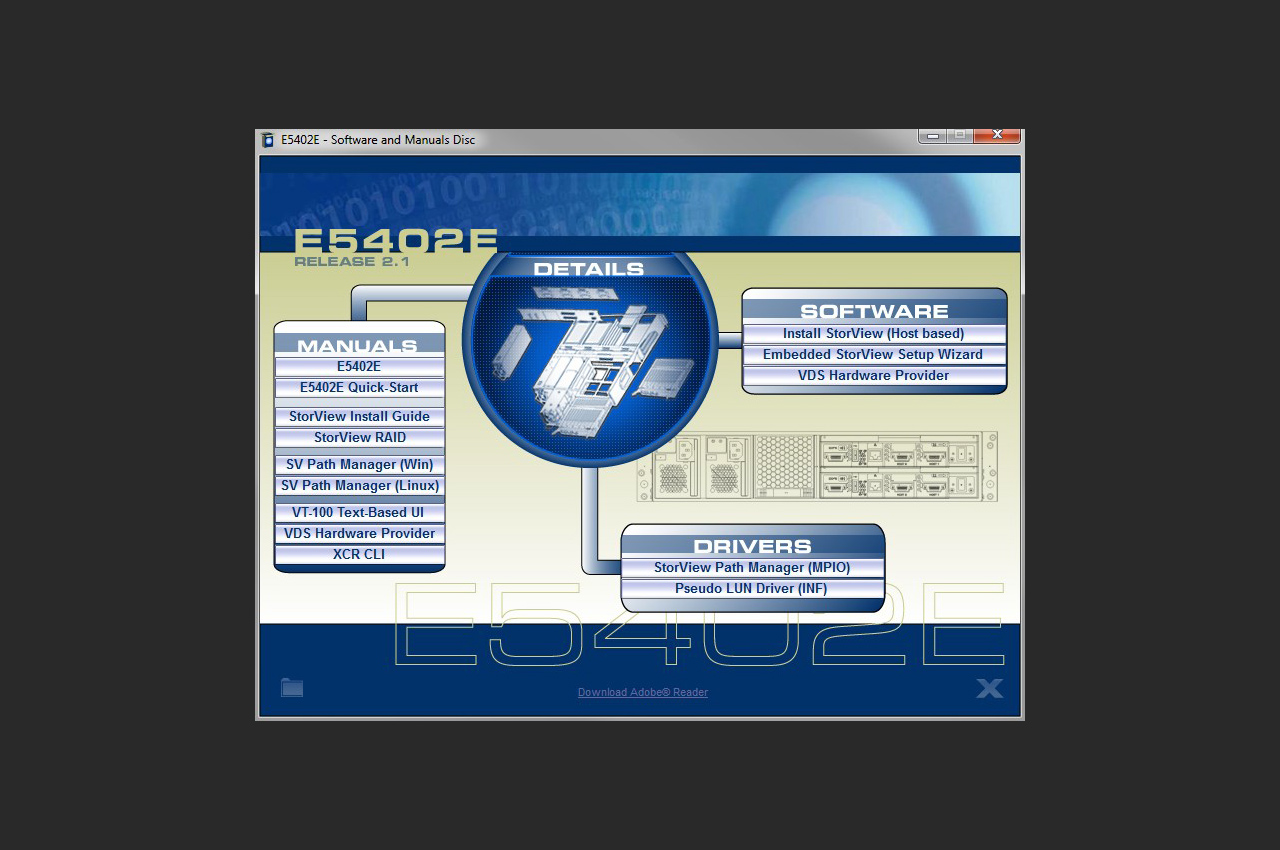 E5402E - Software and Manuals Disc
E5402E
RELEASE 2.1
DETAILS
MANUALS
E5402E
E5402E Quick-Start
StorView Install Guide
StorView RAID
SV Path Manager (Win)
SV Path Manager (Linux)
VT-100 Text-Based UI
VDS Hardware Provider
XCR CLI
SOFTWARE
Install StorView (Host based)
Embedded StorView Setup Wizard
VDS Hardware Provider
DRIVERS
StorView Path Manager (MPIO)
Pseudo LUN Driver (INF)
E5402E
Download Adobe® Reader